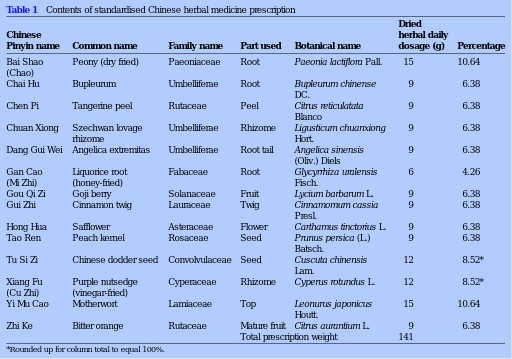 Table 1 Contents of standardised Chinese herbal medicine prescription
Dried
Chinese herbal daily
Pinyin name Common name Family name Part used Botanical name dosage (g) Percentage
Bai Shao Peony (dry fried) Paeoniaceae Root Paeonia lactiflora Pall. 15 10.64
(Chao)
Chai Hu Bupleurum Umbelliferae Root Bupleurum chinense 9 6.38
DC.
Chen Pi Tangerine peel Rutaceae Peel Citrus reticulatata 9 6.38
Blanco
Chuan Xiong Szechwan lovage Umbelliferae Rhizome Ligusticum chuanxiong 9 6.38
rhizome Hort.
Dang Gui Wei Angelica extremitas Umbelliferae Root tail Angelica sinensis 9 6.38
(Oliv.) Diels
Gan Cao Liquorice root Fabaceae Root Glycyrrhiza uralensis 6 4.26
(Mi Zhi) (honey-fried) Fisch.
Gou Qi Zi Goji berry Solanaceae Fruit Lycium barbarum L. 9 6.38
Gui Zhi Cinnamon twig Lauraceae Twig Cinnamomum cassia 9 6.38
Presl.
Hong Hua Safflower Asteraceae Flower Carthamus tinctorius L. 9 6.38
Tao Ren Peach kernel Rosaceae Seed Prunus persica (L.) 9 6.38
Batsch.
Tu Si Zi Chinese dodder seed Convolvulaceae Seed Cuscuta chinensis 12 8.52*
Lam.
Xiang Fu Purple nutsedge Cyperaceae Rhizome Cyperus rotundus L. 12 8.52*
(Cu Zhi) (vinegar-fried)
Yi Mu Cao Motherwort Lamiaceae Top Leonurus japonicus 15 10.64
Houtt.
Zhi Ke Bitter orange Rutaceae Mature fruit Citrus aurantium L. 9 6.38
Total prescription weight 141
*Rounded up for column total to equal 100%.